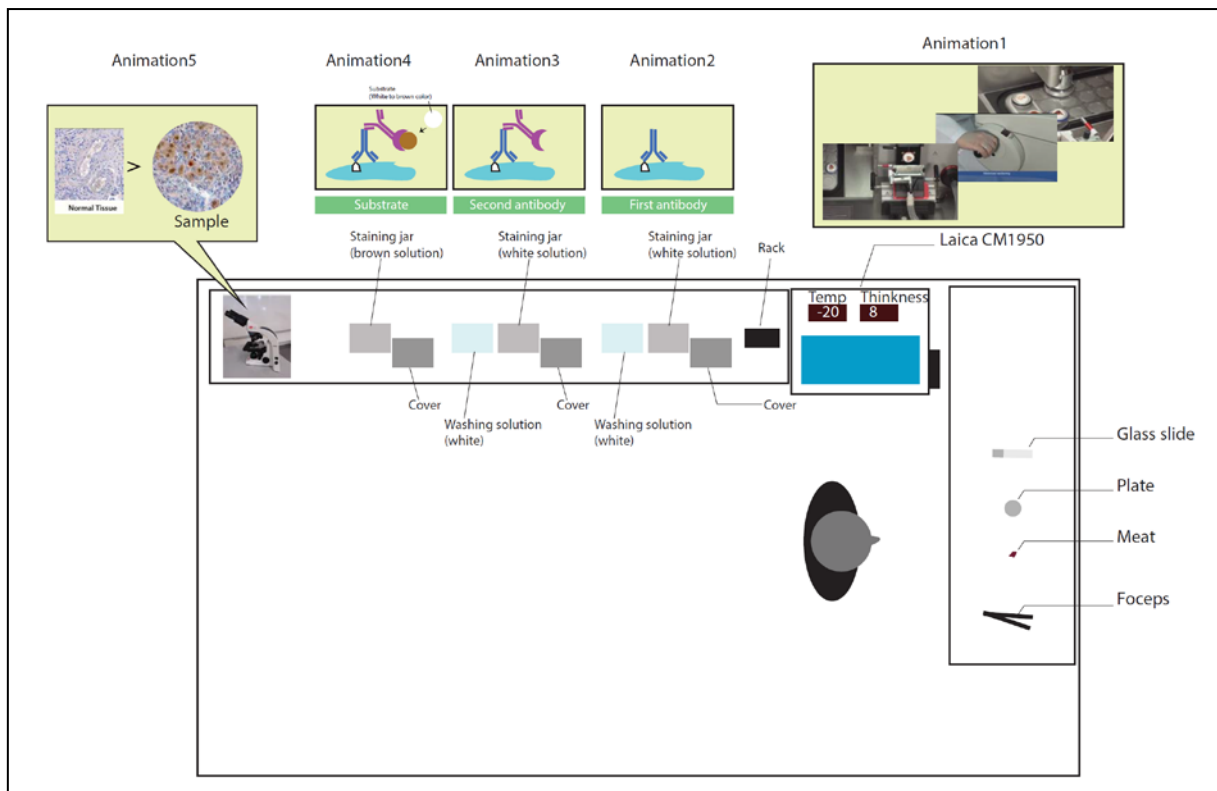 Animation5
Animation4
Animation3
Animation2
Animation1
Substrate
(White to brown color)
>
Normal Tissue
Sample
Substrate
Second antibody
First antibody
Staining jar
(brown solution)
Staining jar
(white solution)
Staining jar
(white solution)
Rack
Laica CM1950
Temp
Thinkness
-20
8
Cover
Cover
Cover
Washing solution
(white)
Washing solution
(white)
Glass slide
Plate
Meat
Foceps